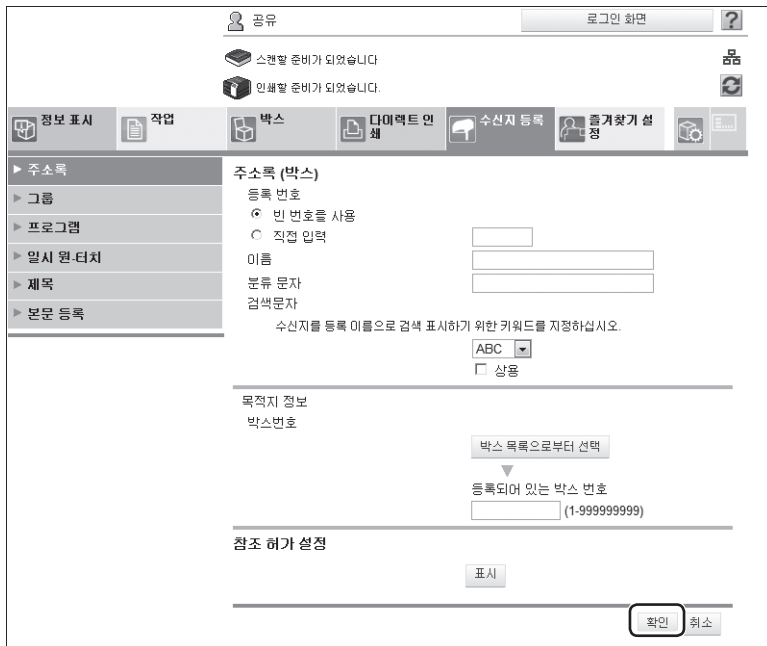 공유
로그인 화면
?
스캔할 준비가 되었습니다
인쇄할 준비가 되었습니다.
정보 표시
작업
박스
다이렉트 인
쇄
수신지 등록
즐겨찾기 설
정
주소록
그룹
프로그램
일시 원-터치
제목
본문 등록
주소록 (박스)
등록 번호
빈 번호를 사용
직접 입력
이름
분류 문자
검색문자
수신지를 등록 이름으로 검색 표시하기 위한 키워드를 지정하십시오.
ABC
상용
목적지 정보
박스번호
박스 목록으로부터 선택
등록되어 있는 박스 번호
(1-999999999)
참조 허가 설정
표시
확인 취소